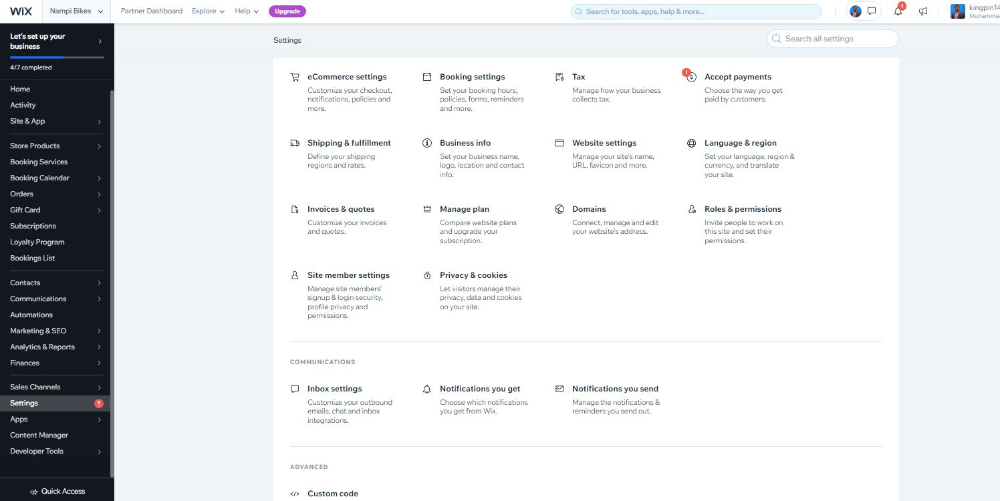 WiX
Nampi Bikes
Partner Dashboard
Explore
Help
Upgrade
Search for tools, apps, help & more...
1
kingpin14
Muhammad
Let's set up your
business
4/7 completed
Home
Activity
Site & App
Store Products
Booking Services
Booking Calendar
Orders
Gift Card
Subscriptions
Loyalty Program
Bookings List
Contacts
Communications
Automations
Marketing & SEO
Analytics & Reports
Finances
Sales Channels
Settings
!
Apps
Content Manager
Developer Tools
Quick Access
Settings
Search all settings
eCommerce settings
Customize your checkout,
notifications, policies and
more.
Booking settings
Set your booking hours,
policies, forms, reminders
and more.
Tax
Manage how your business
collects tax.
!
Accept payments
Choose the way you get
paid by customers.
Shipping & fulfillment
Define your shipping
regions and rates.
Business info
Set your business name,
logo, location and contact
info.
Website settings
Manage your site's name,
URL, favicon and more.
Language & region
Set your language, region &
currency, and translate
your site.
Invoices & quotes
Customize your invoices
and quotes.
Manage plan
Compare website plans
and upgrade your
subscription.
Domains
Connect, manage and edit
your website's address.
Roles & permissions
Invite people to work on
this site and set their
permissions.
Site member settings
Manage site members'
signup & login security,
profile privacy and
permissions.
Privacy & cookies
Let visitors manage their
privacy, data and cookies
on your site.
COMMUNICATIONS
Inbox settings
Customize your outbound
emails, chat and inbox
integrations.
Notifications you get
Choose which notifications
you get from Wix.
Notifications you send
Manage the notifications &
reminders you send out.
ADVANCED
</> Custom code